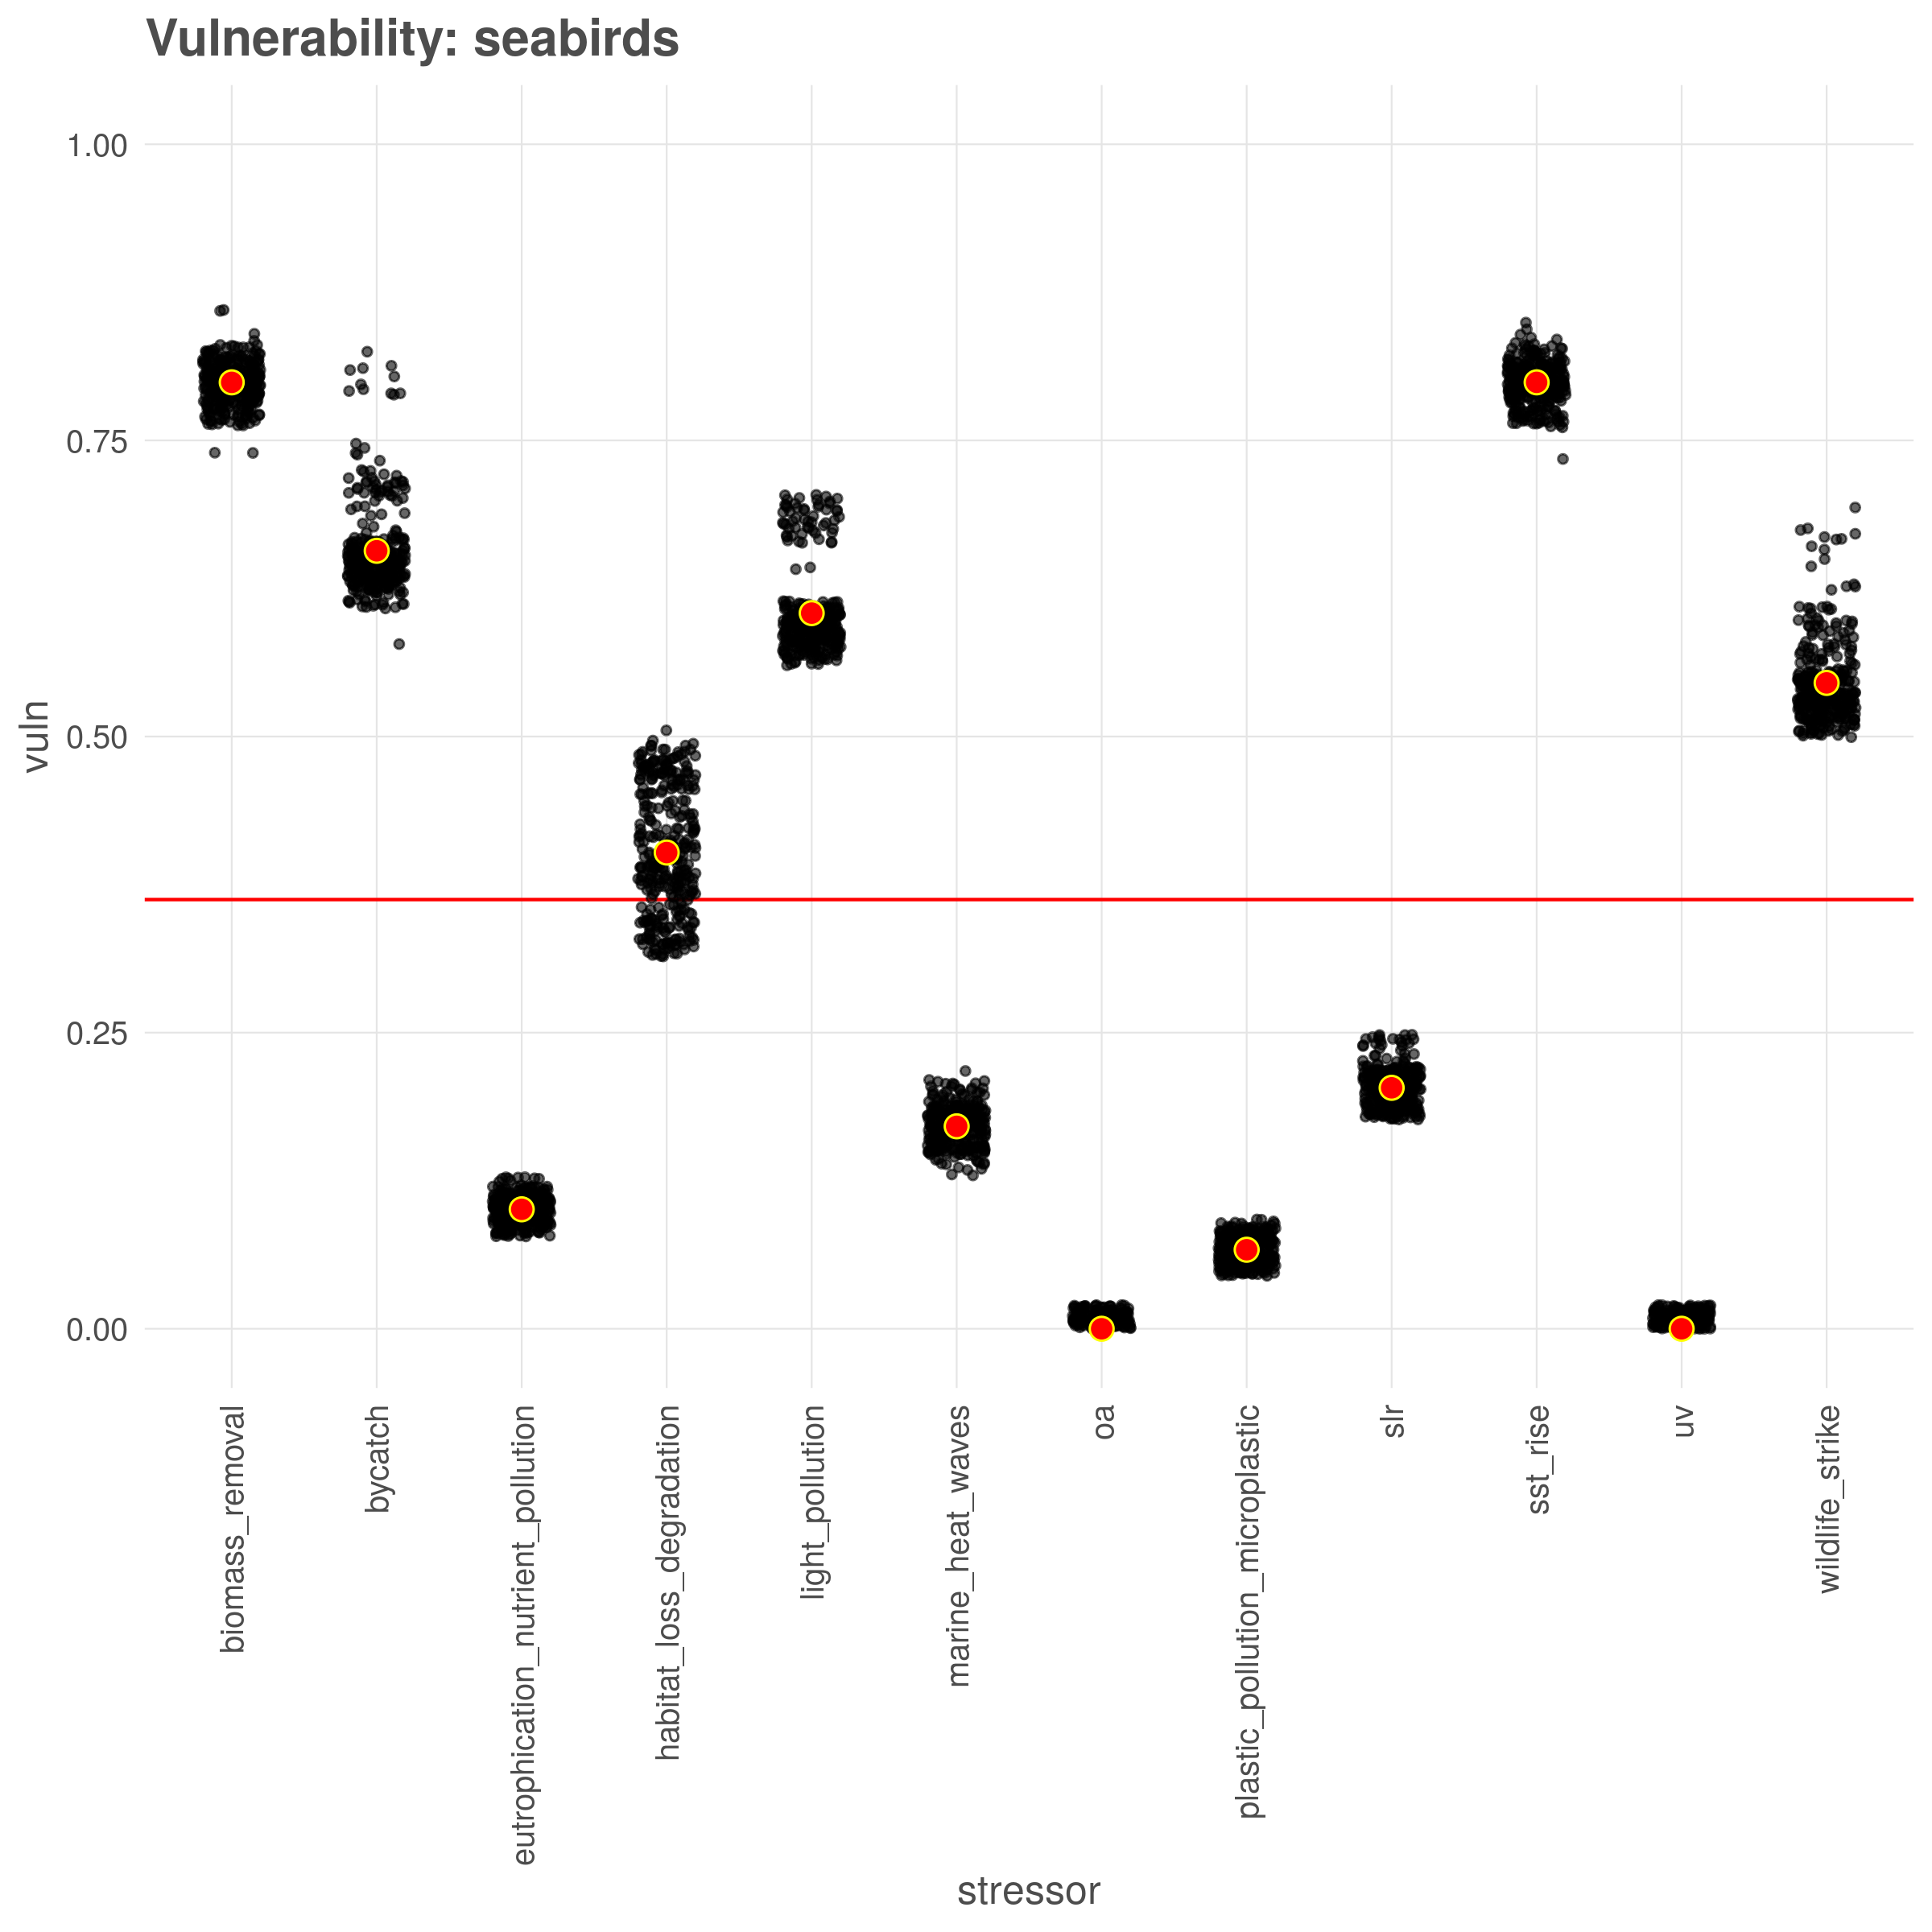 Vulnerability: seabirds
vuln
1.00
0.75
0.50
0.25
0.00
biomass_removal
bycatch
eutrophication_nutrient_pollution
habitat_loss_degradation
light_pollution
marine_heat_waves
oa
plastic_pollution_microplastic
slr
sst_rise
uv
wildlife_strike
stressor